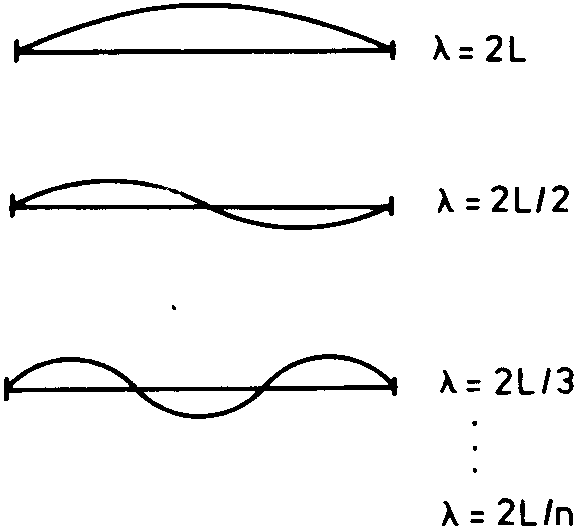 λ = 2L
λ = 2L/2
λ = 2L/3
.
.
.
λ = 2L/n